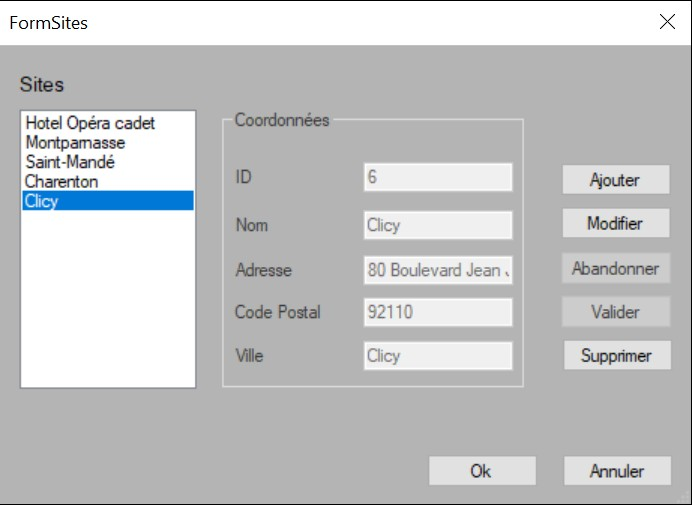 FormSites
Sites
Hotel Opéra cadet
Montparnasse
Saint-Mandé
Charenton
Clicy
Coordonnées
ID
6
Nom
Clicy
Adresse
80 Boulevard Jean
Code Postal
92110
Ville
Clicy
Ajouter
Modifier
Abandonner
Valider
Supprimer
Ok
Annuler